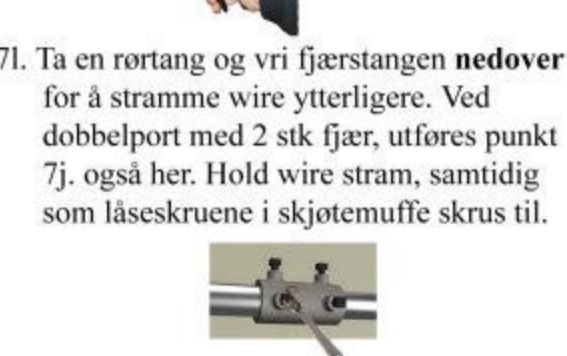 7l. Ta en rørtang og vri fjærstangen nedover
for å stramme wire ytterligere. Ved
dobbelport med 2 stk fjær, utføres punkt
7j. også her. Hold wire stram, samtidig
som låseskruene i skjøtemuffe skrus til.